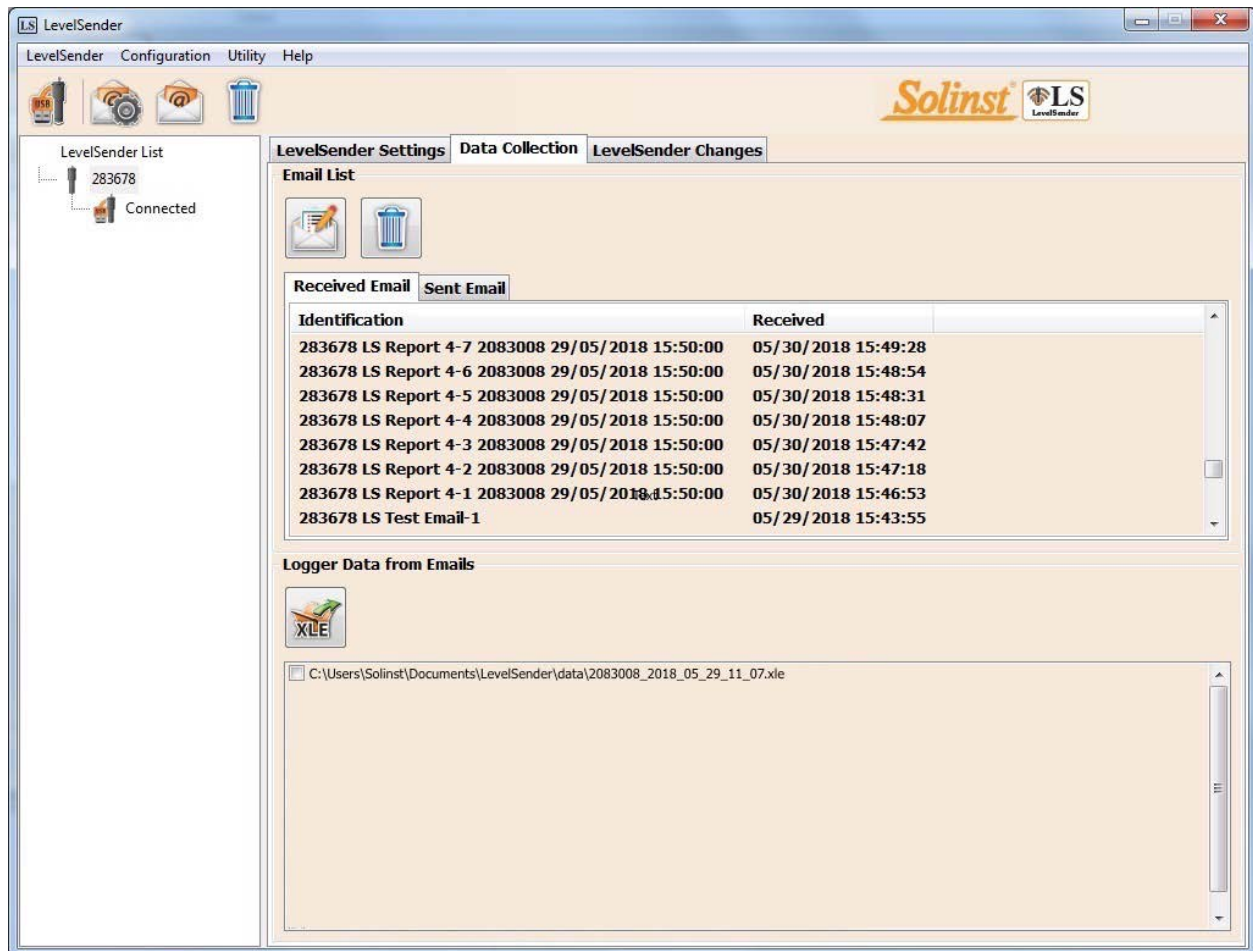 LS LevelSender
LevelSender Configuration Utility Help
USB
@
@
Solinst LS
LevelSender
LevelSender List
283678
Connected
LevelSender Settings Data Collection LevelSender Changes
Email List
Received Email Sent Email
Identification Received
283678 LS Report 4-7 2083008 29/05/2018 15:50:00 05/30/2018 15:49:28
283678 LS Report 4-6 2083008 29/05/2018 15:50:00 05/30/2018 15:48:54
283678 LS Report 4-5 2083008 29/05/2018 15:50:00 05/30/2018 15:48:31
283678 LS Report 4-4 2083008 29/05/2018 15:50:00 05/30/2018 15:48:07
283678 LS Report 4-3 2083008 29/05/2018 15:50:00 05/30/2018 15:47:42
283678 LS Report 4-2 2083008 29/05/2018 15:50:00 05/30/2018 15:47:18
283678 LS Report 4-1 2083008 29/05/2018 15:50:00 05/30/2018 15:46:53
Text
283678 LS Test Email-1 05/29/2018 15:43:55
Logger Data from Emails
XLE
C:\Users\Solinst\Documents\LevelSender\data\2083008_2018_05_29_11_07.xle